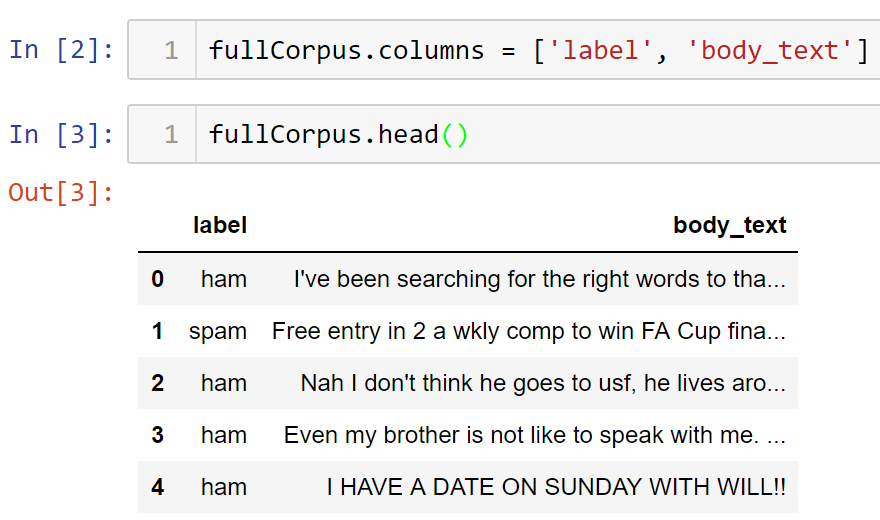 In [2]: 1 fullCorpus.columns = ['label', 'body_text']
In [3]: 1 fullCorpus.head()
Out[3]:
label body_text
0 ham I've been searching for the right words to tha...
1 spam Free entry in 2 a wkly comp to win FA Cup fina...
2 ham Nah I don't think he goes to usf, he lives aro...
3 ham Even my brother is not like to speak with me. ...
4 ham I HAVE A DATE ON SUNDAY WITH WILL!!